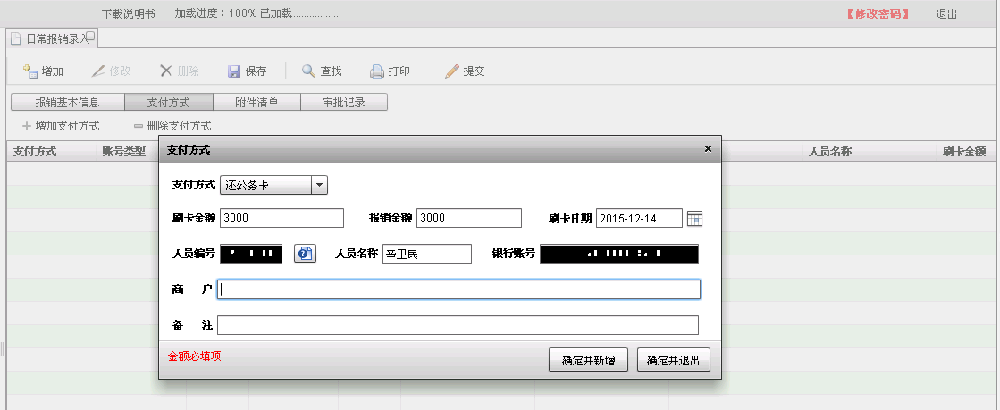 下载说明书 加载进度：100% 已加载................ 【修改密码】 退出
日常报销录入
增加 修改 删除 保存 查找 打印 提交
报销基本信息 支付方式 附件清单 审批记录
增加支付方式 删除支付方式
支付方式 账号类型 人员名称 刷卡金额
支付方式 ×
支付方式 还公务卡
刷卡金额 3000 报销金额 3000 刷卡日期 2015-12-14
人员编号 人员名称 辛卫民 银行账号
商 户
备 注
金额必填项 确定并新增 确定并退出